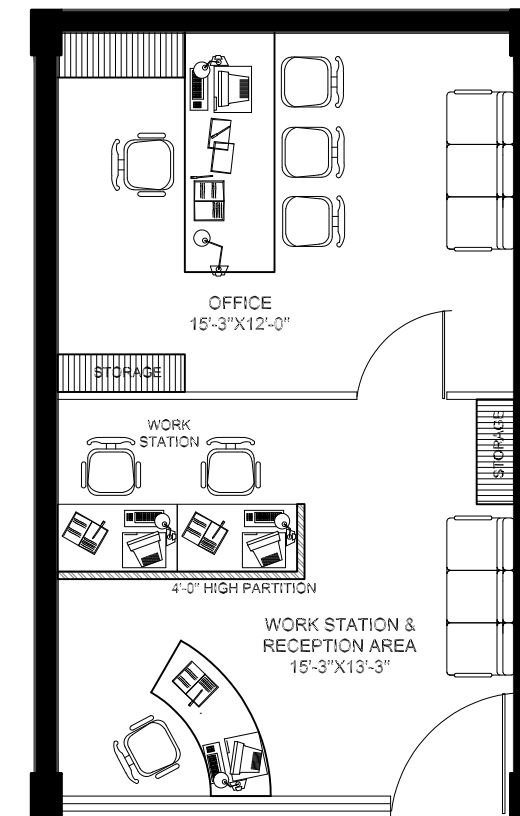 OFFICE
15'-3"X12'-0"
STORAGE
WORK
STATION
STORAGE
4'-0" HIGH PARTITION
WORK STATION &
RECEPTION AREA
15'-3"X13'-3"